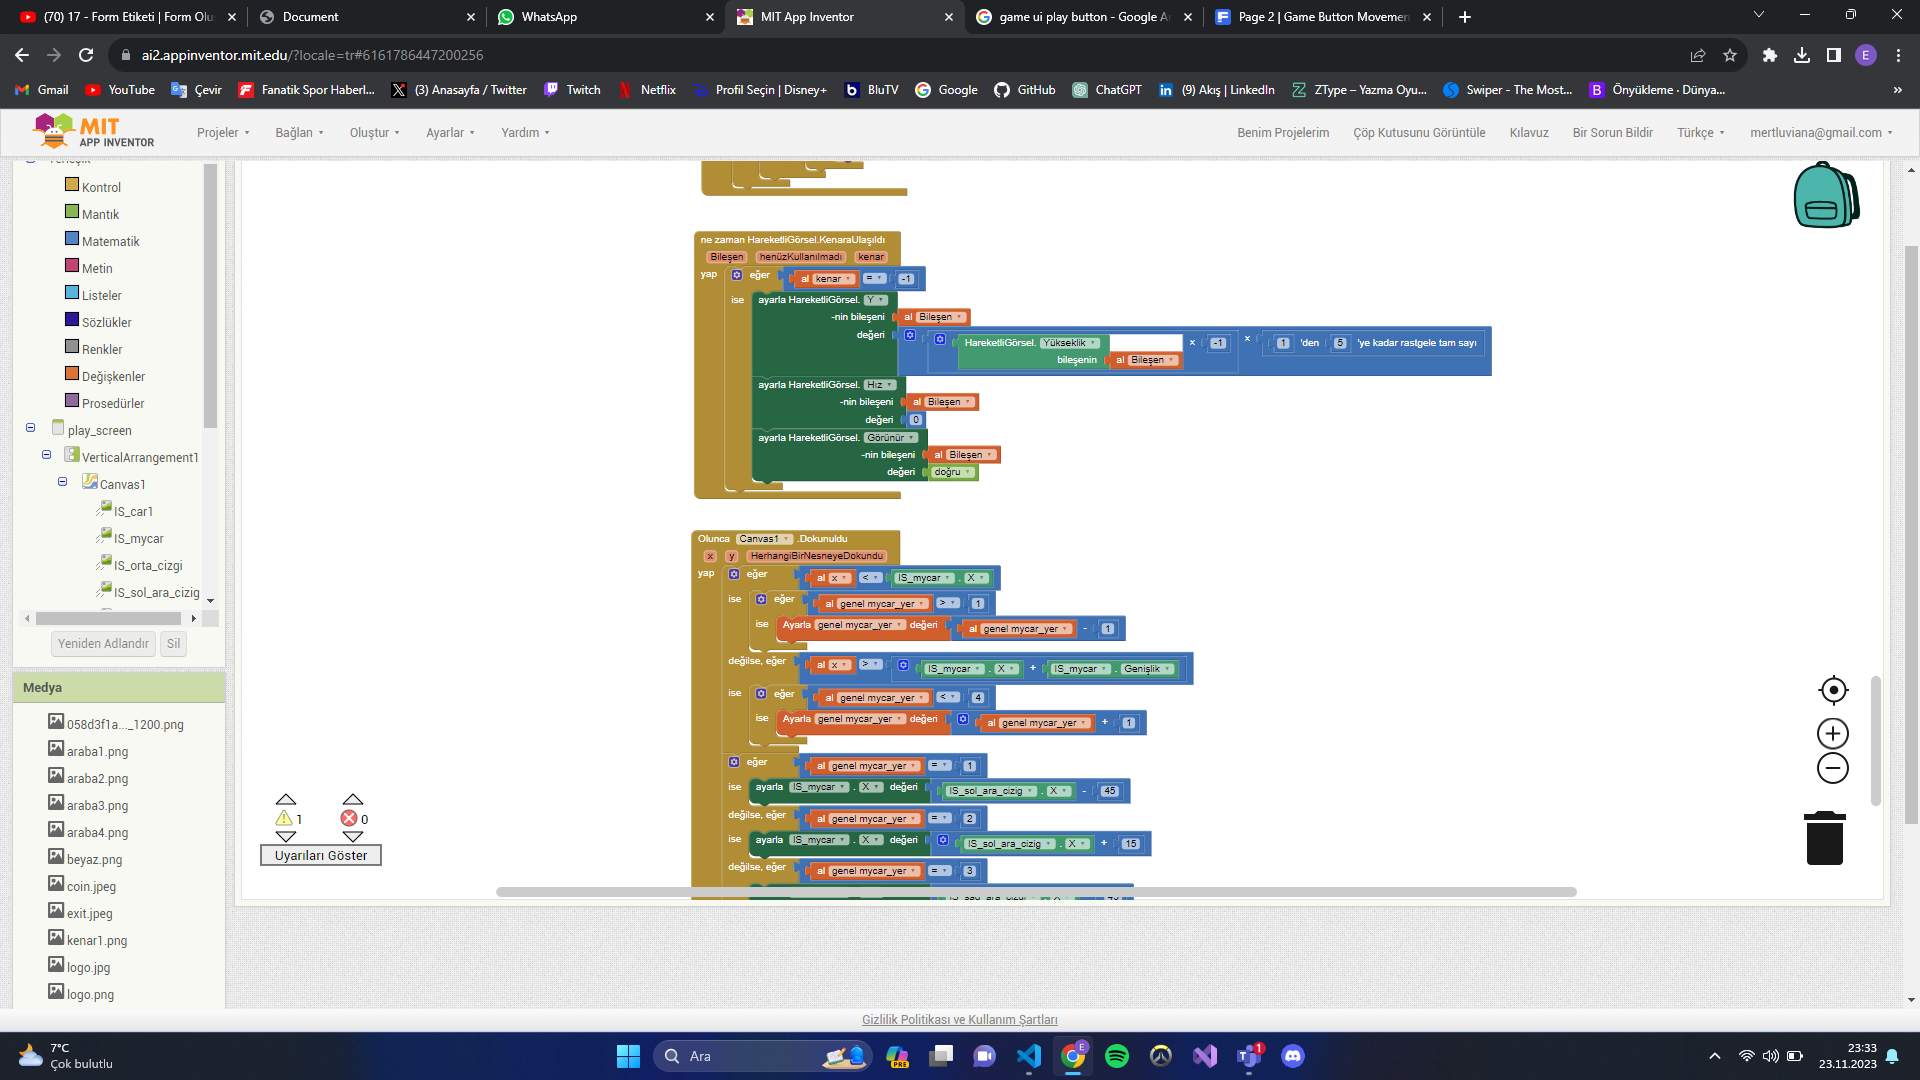 (70) 17 - Form Etiketi | Form Olu
Document
WhatsApp
MIT App Inventor
game ui play button - Google A
Page 2 | Game Button Movemen
ai2.appinventor.mit.edu/?locale=tr#6161786447200256
E
Gmail
YouTube
Çevir
Fanatik Spor Haberl...
(3) Anasayfa / Twitter
Twitch
Netflix
Profil Seçin | Disney+
BluTV
Google
GitHub
ChatGPT
(9) Akış | LinkedIn
ZType – Yazma Oyu...
Swiper - The Most...
Önyükleme · Dünya...
MIT
APP INVENTOR
Projeler
Bağlan
Oluştur
Ayarlar
Yardım
Benim Projelerim
Çöp Kutusunu Görüntüle
Kılavuz
Bir Sorun Bildir
Türkçe
mertluviana@gmail.com
Yerleşik
Kontrol
Mantık
Matematik
Metin
Listeler
Sözlükler
Renkler
Değişkenler
Prosedürler
play_screen
VerticalArrangement1
Canvas1
IS_car1
IS_mycar
IS_orta_cizgi
IS_sol_ara_cizig
Yeniden Adlandır
Sil
Medya
058d3f1a..._1200.png
araba1.png
araba2.png
araba3.png
araba4.png
beyaz.png
coin.jpeg
exit.jpeg
kenar1.png
logo.jpg
logo.png
ne zaman HareketliGörsel.KenaraUlaşıldı
Bileşen henüzKullanılmadı kenar
yap eğer al kenar = -1
ise ayarla HareketliGörsel. Y
-nin bileşeni al Bileşen
değeri HareketliGörsel. Yükseklik × -1 × 1 'den 5 'ye kadar rastgele tam sayı
bileşenin al Bileşen
ayarla HareketliGörsel. Hız
-nin bileşeni al Bileşen
değeri 0
ayarla HareketliGörsel. Görünür
-nin bileşeni al Bileşen
değeri doğru
Olunca Canvas1 .Dokunuldu
x y HerhangiBirNesneyeDokundu
yap eğer al x < IS_mycar . X
ise eğer al genel mycar_yer > 1
ise Ayarla genel mycar_yer değeri al genel mycar_yer - 1
değilse, eğer al x > IS_mycar . X + IS_mycar . Genişlik
ise eğer al genel mycar_yer < 4
ise Ayarla genel mycar_yer değeri al genel mycar_yer + 1
eğer al genel mycar_yer = 1
ise ayarla IS_mycar . X değeri IS_sol_ara_cizig . X - 45
değilse, eğer al genel mycar_yer = 2
ise ayarla IS_mycar . X değeri IS_sol_ara_cizig . X + 15
değilse, eğer al genel mycar_yer = 3
1
0
Uyarıları Göster
Gizlilik Politikası ve Kullanım Şartları
7°C
Çok bulutlu
Ara
PRE
E
1
23:33
23.11.2023